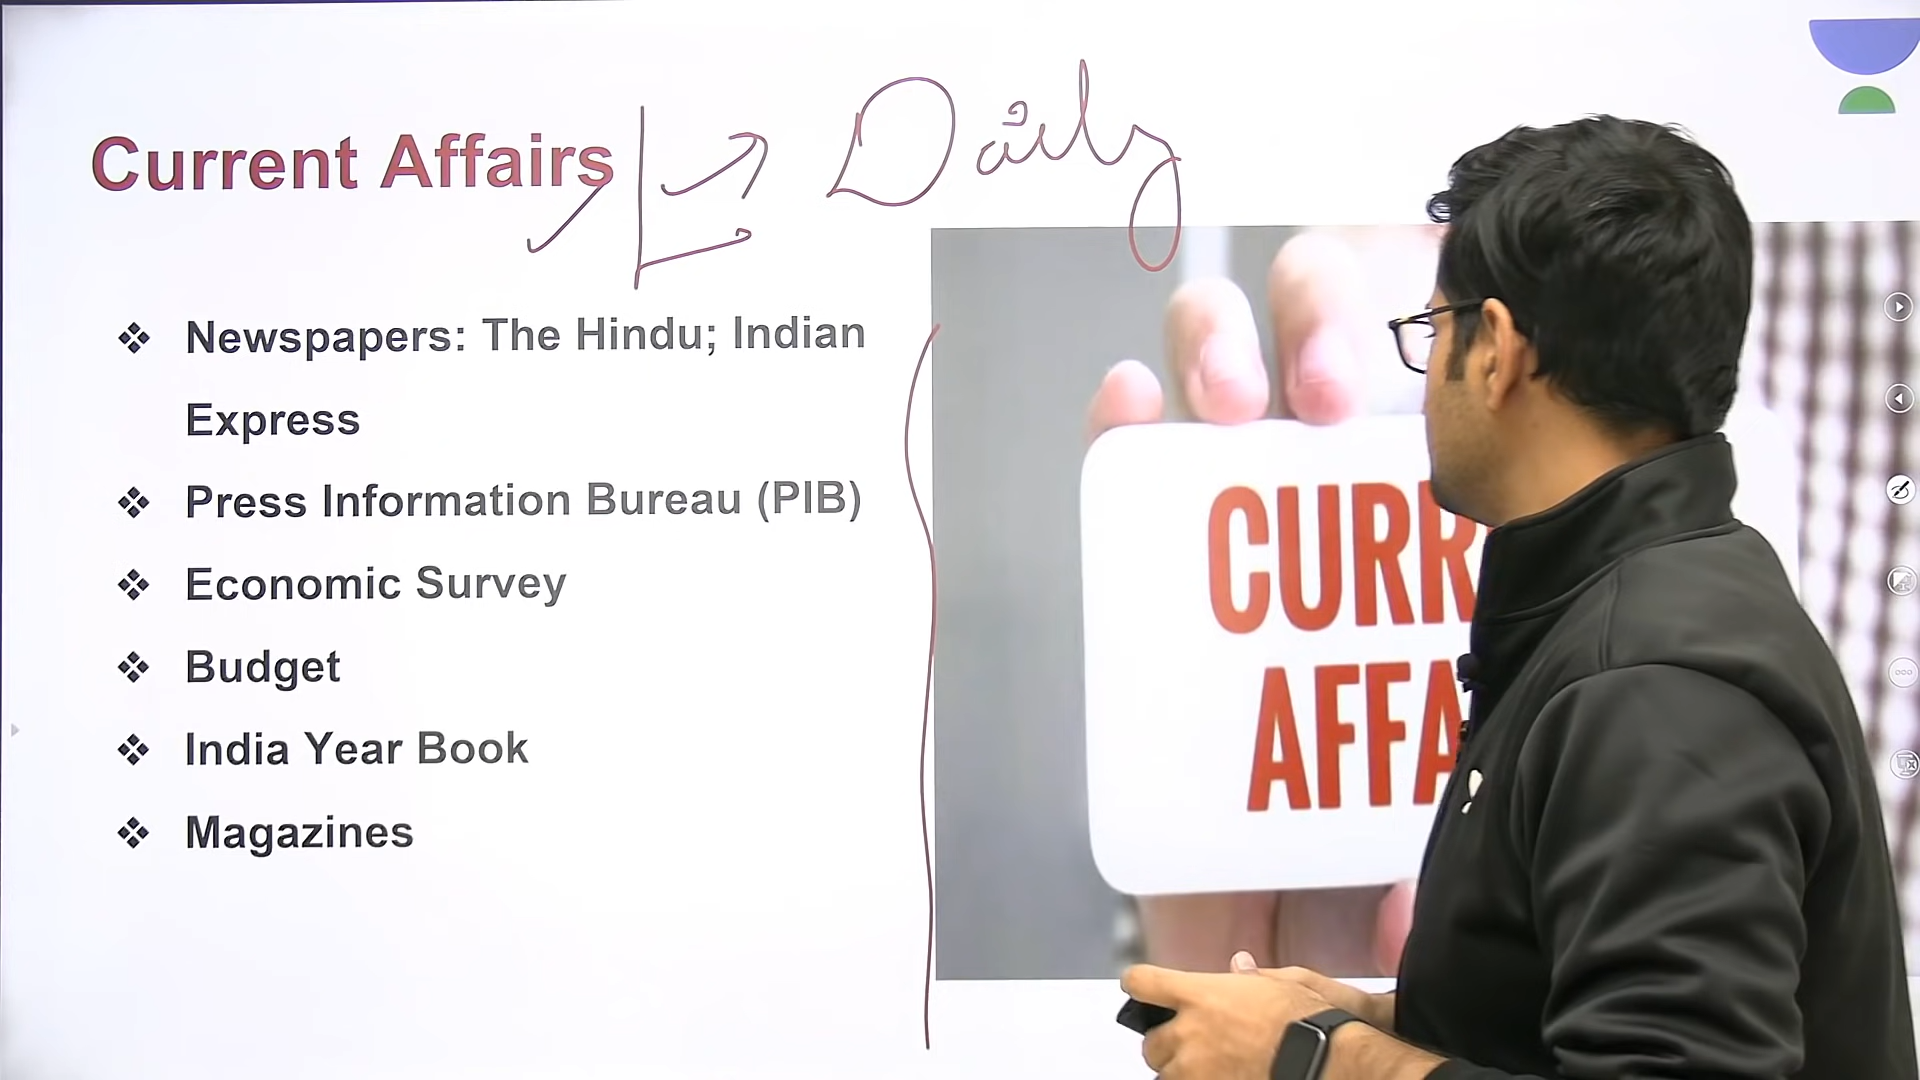 Current Affairs
Daily
❖ Newspapers: The Hindu; Indian
Express
❖ Press Information Bureau (PIB)
❖ Economic Survey
❖ Budget
❖ India Year Book
❖ Magazines
CURR
AFFA